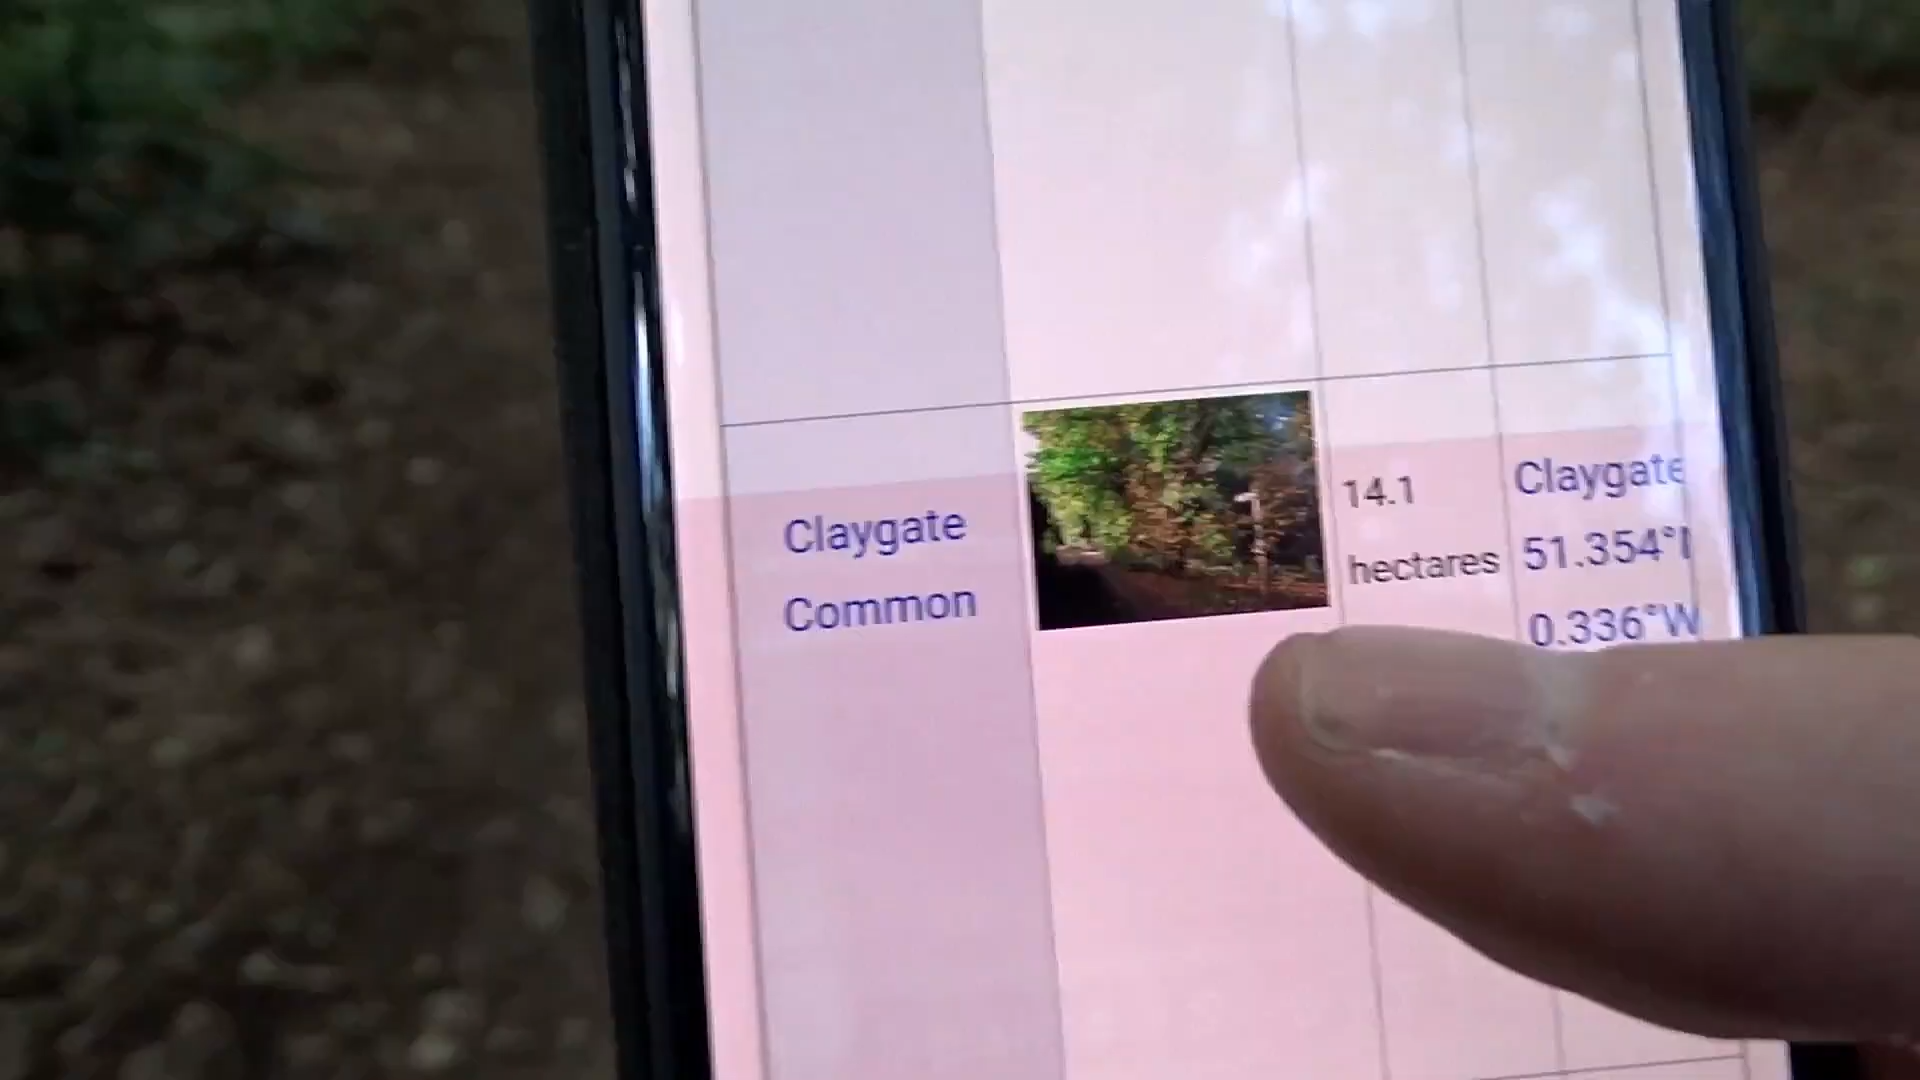 Claygate
Common
14.1
hectares
Claygate
51.354°
0.336°W